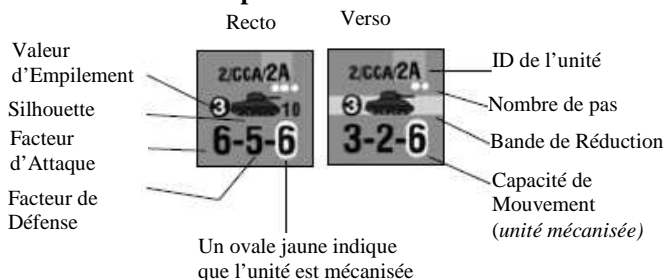 Recto
Verso
Valeur
d'Empilement
Silhouette
Facteur
d'Attaque
Facteur de
Défense
2/CCA/2A
3
10
6-5-6
2/CCA/2A
3
3-2-6
ID de l'unité
Nombre de pas
Bande de Réduction
Capacité de
Mouvement
(unité mécanisée)
Un ovale jaune indique
que l'unité est mécanisée